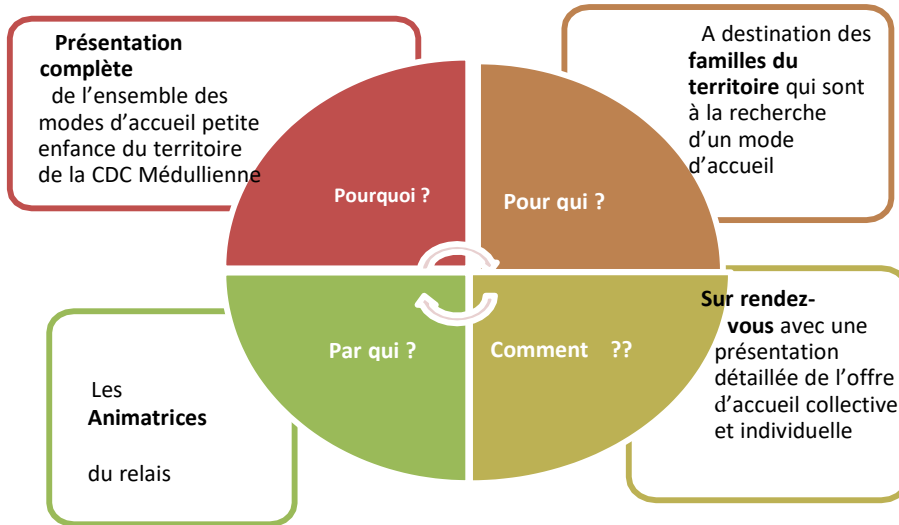 Présentation
complète
de l’ensemble des
modes d’accueil petite
enfance du territoire
de la CDC Médullienne
Pourquoi ?
A destination des
familles du
territoire qui sont
à la recherche
d’un mode
d’accueil
Pour qui ?
Les
Animatrices
du relais
Par qui ?
Comment ??
Sur rendez-
vous avec une
présentation
détaillée de l’offre
d’accueil collective
et individuelle